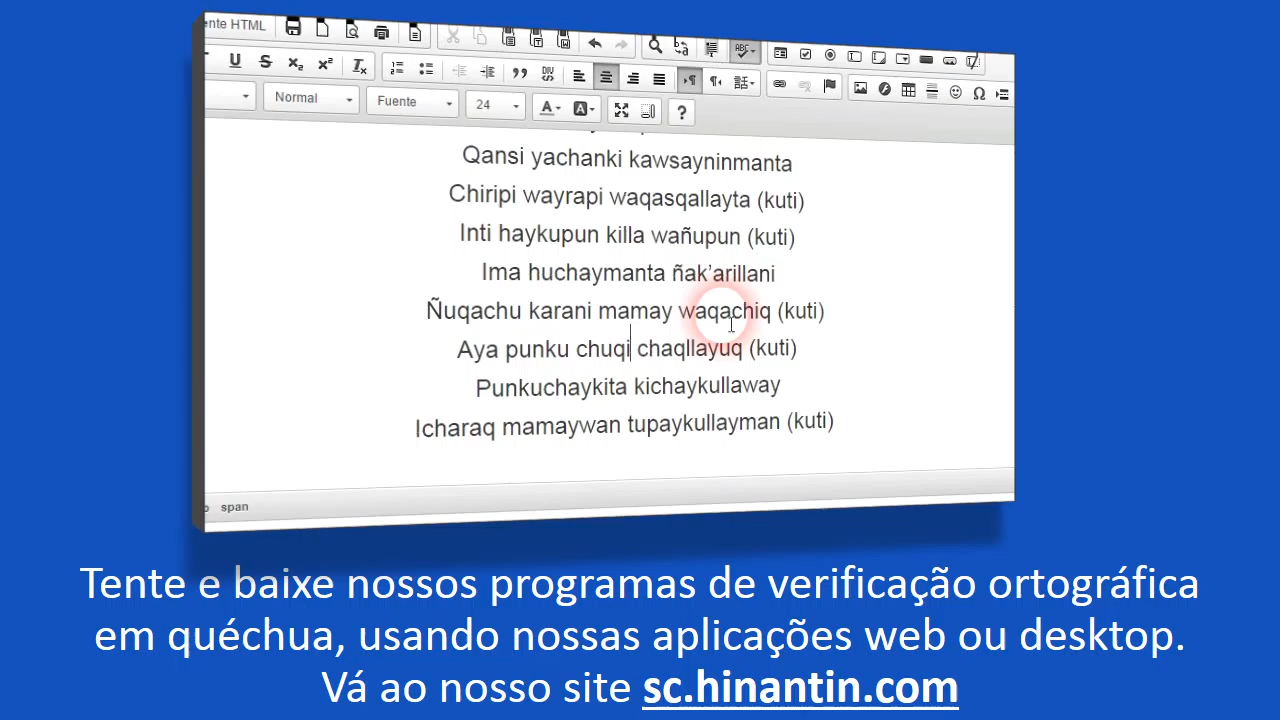 ente HTML
Normal Fuente 24 A A ?
Qansi yachanki kawsayninmanta
Chiripi wayrapi waqasqallayta (kuti)
Inti haykupun killa wañupun (kuti)
Ima huchaymanta ñak'arillani
Ñuqachu karani mamay waqachiq (kuti)
Aya punku chuqi chaqllayuq (kuti)
Punkuchaykita kichaykullaway
Icharaq mamaywan tupaykullayman (kuti)
span
Tente e baixe nossos programas de verificação ortográfica
em quéchua, usando nossas aplicações web ou desktop.
Vá ao nosso site sc.hinantin.com